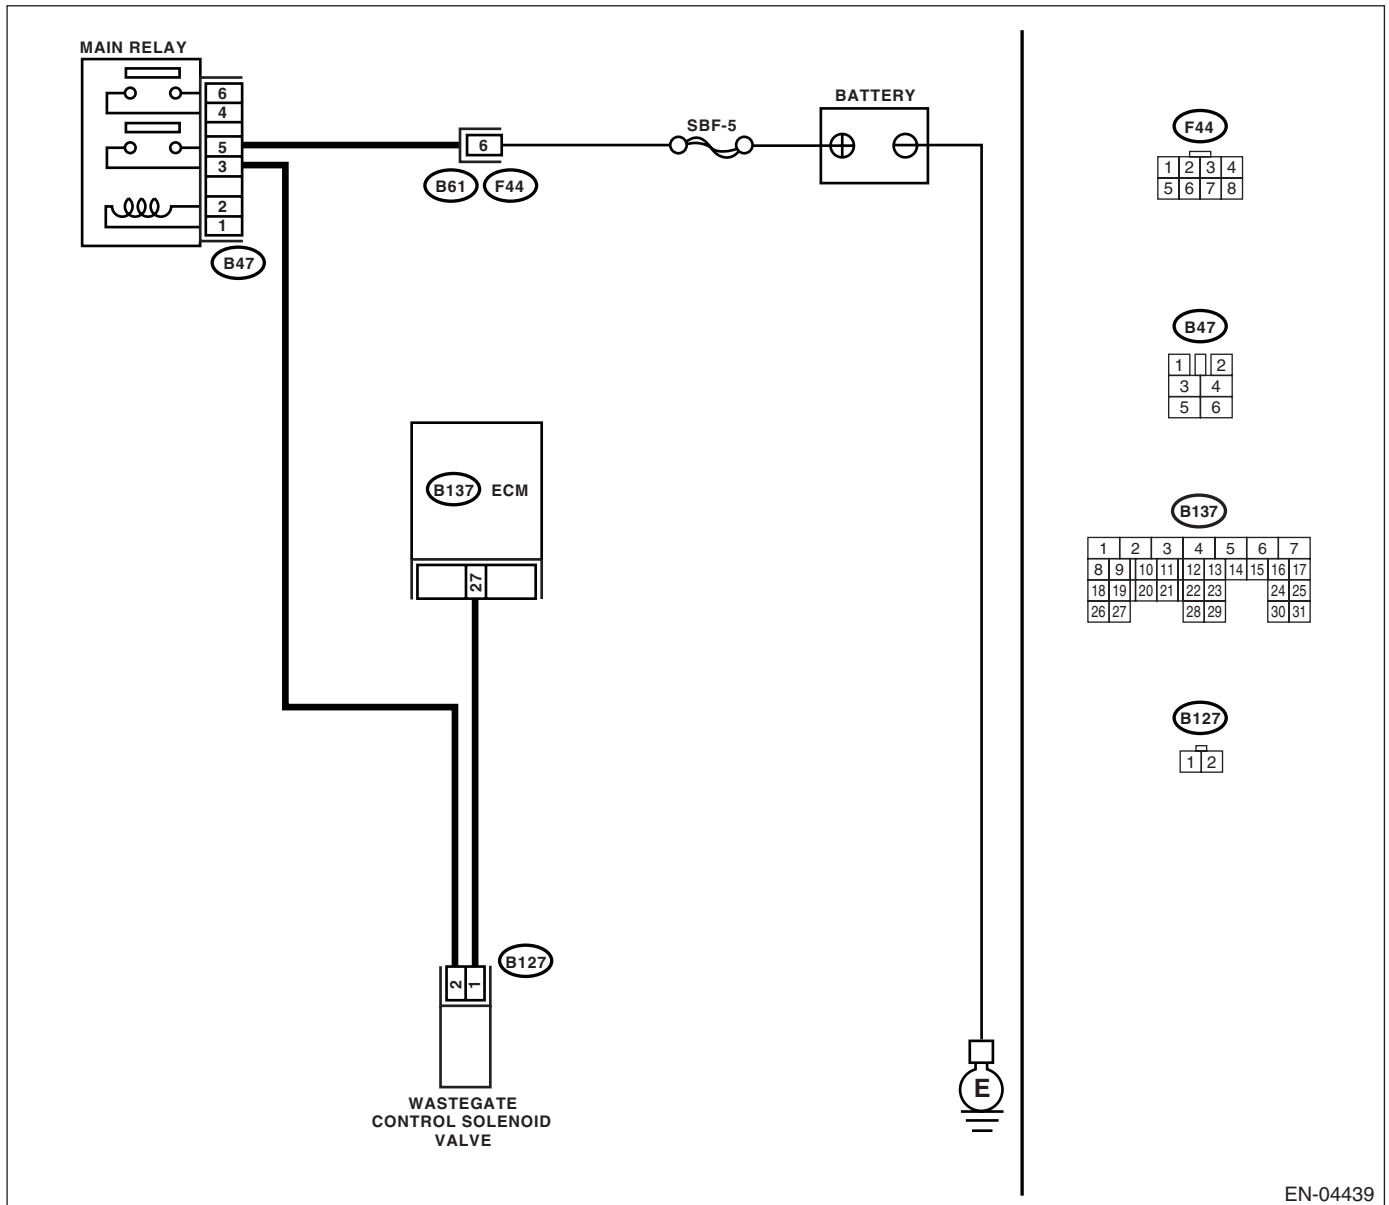 MAIN RELAY
6
4
5
3
2
1
B47
6
B61 F44
SBF-5
BATTERY
B137 ECM
27
B127
2 1
WASTEGATE
CONTROL SOLENOID
VALVE
E
F44
1 2 3 4
5 6 7 8
B47
1 2
3 4
5 6
B137
1 2 3 4 5 6 7
8 9 10 11 12 13 14 15 16 17
18 19 20 21 22 23 24 25
26 27 28 29 30 31
B127
1 2
EN-04439